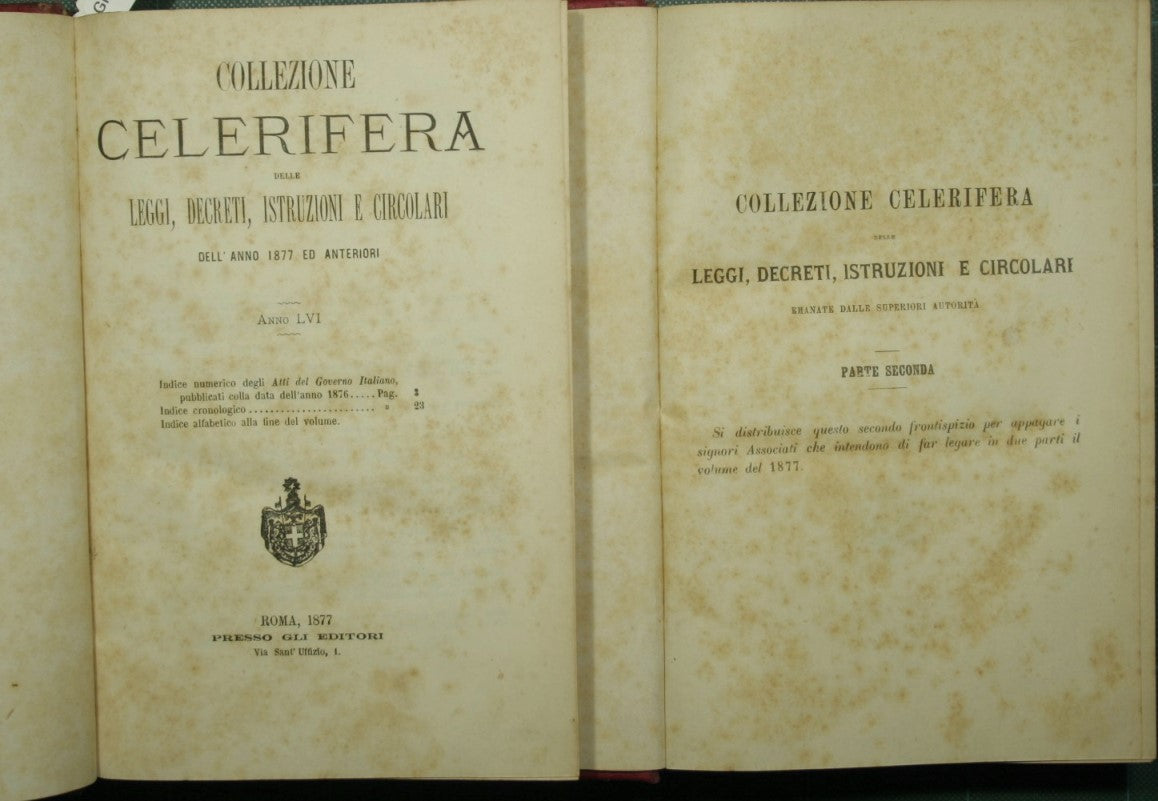 COLLEZIONE
CELERIFERA
DELLE
LEGGI, DECRETI, ISTRUZIONI E CIRCOLARI
DELL' ANNO 1877 ED ANTERIORI
ANNO LVI
Indice numerico degli Atti del Governo Italiano,
pubblicati colla data dell'anno 1876..... Pag. 3
Indice cronologico ........................ » 23
Indice alfabetico alla fine del volume.
ROMA, 1877
PRESSO GLI EDITORI
Via Sant' Uffizio, 1.
COLLEZIONE CELERIFERA
DELLE
LEGGI, DECRETI, ISTRUZIONI E CIRCOLARI
EMANATE DALLE SUPERIORI AUTORITÀ
PARTE SECONDA
Si distribuisce questo secondo frontispizio per appagare i
signori Associati che intendono di far legare in due parti il
volume del 1877.